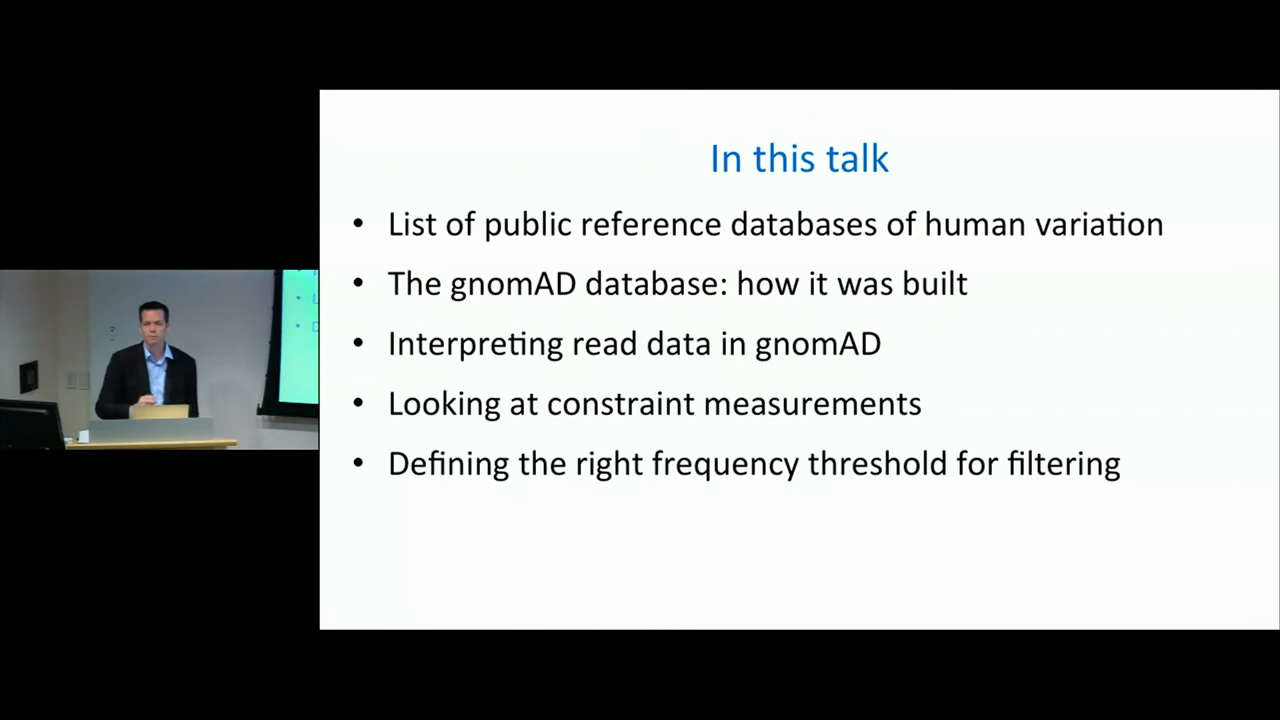 In this talk
• List of public reference databases of human variation
• The gnomAD database: how it was built
• Interpreting read data in gnomAD
• Looking at constraint measurements
• Defining the right frequency threshold for filtering